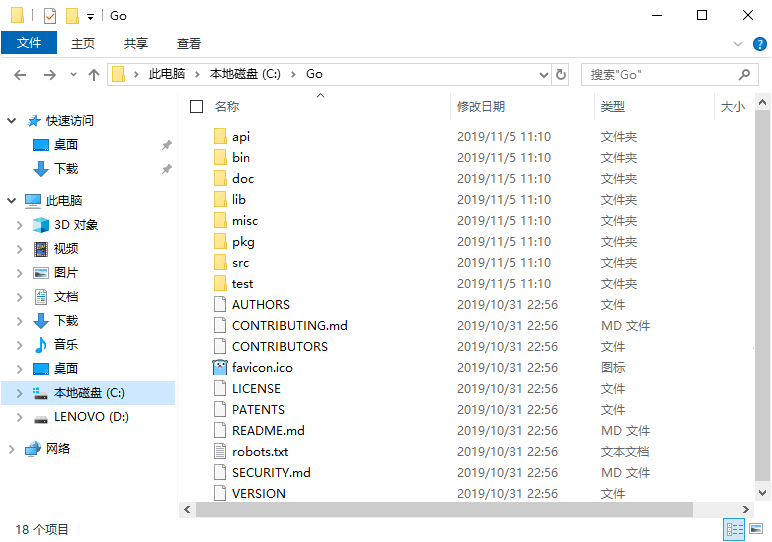 Go
文件 主页 共享 查看
此电脑 本地磁盘 (C:) Go 搜索"Go"
快速访问
桌面
下载
此电脑
3D 对象
视频
图片
文档
下载
音乐
桌面
本地磁盘 (C:)
LENOVO (D:)
网络
名称 修改日期 类型 大小
api 2019/11/5 11:10 文件夹
bin 2019/11/5 11:10 文件夹
doc 2019/11/5 11:10 文件夹
lib 2019/11/5 11:10 文件夹
misc 2019/11/5 11:10 文件夹
pkg 2019/11/5 11:10 文件夹
src 2019/11/5 11:10 文件夹
test 2019/11/5 11:10 文件夹
AUTHORS 2019/10/31 22:56 文件
CONTRIBUTING.md 2019/10/31 22:56 MD 文件
CONTRIBUTORS 2019/10/31 22:56 文件
favicon.ico 2019/10/31 22:56 图标
LICENSE 2019/10/31 22:56 文件
PATENTS 2019/10/31 22:56 文件
README.md 2019/10/31 22:56 MD 文件
robots.txt 2019/10/31 22:56 文本文档
SECURITY.md 2019/10/31 22:56 MD 文件
VERSION 2019/10/31 22:56 文件
18 个项目